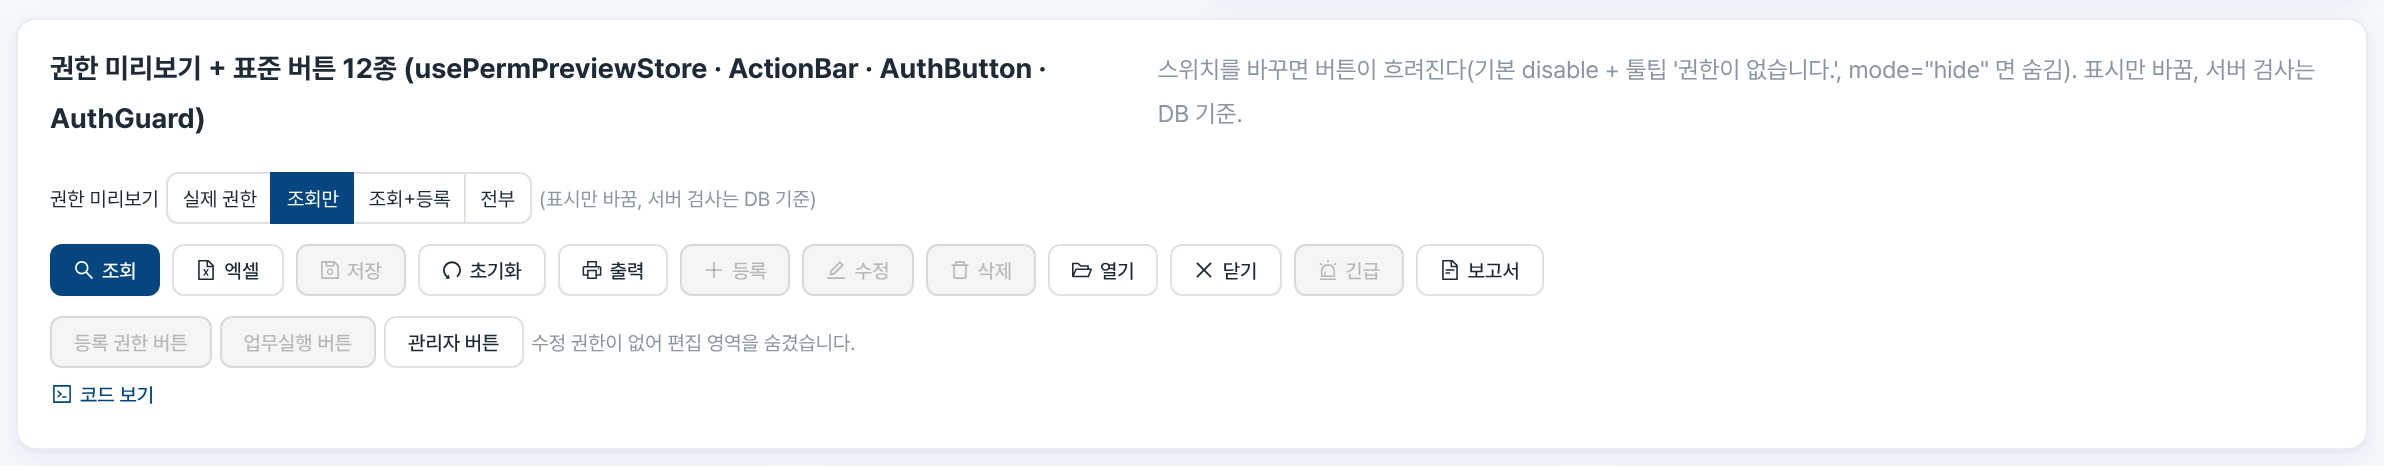 권한 미리보기 + 표준 버튼 12종 (usePermPreviewStore · ActionBar · AuthButton ·
AuthGuard)
스위치를 바꾸면 버튼이 흐려진다(기본 disable + 툴팁 '권한이 없습니다.', mode="hide" 면 숨김). 표시만 바꿈, 서버 검사는
DB 기준.
권한 미리보기 실제 권한 조회만 조회+등록 전부 (표시만 바꿈, 서버 검사는 DB 기준)
조회 엑셀 저장 초기화 출력 등록 수정 삭제 열기 닫기 긴급 보고서
등록 권한 버튼 업무실행 버튼 관리자 버튼 수정 권한이 없어 편집 영역을 숨겼습니다.
코드 보기